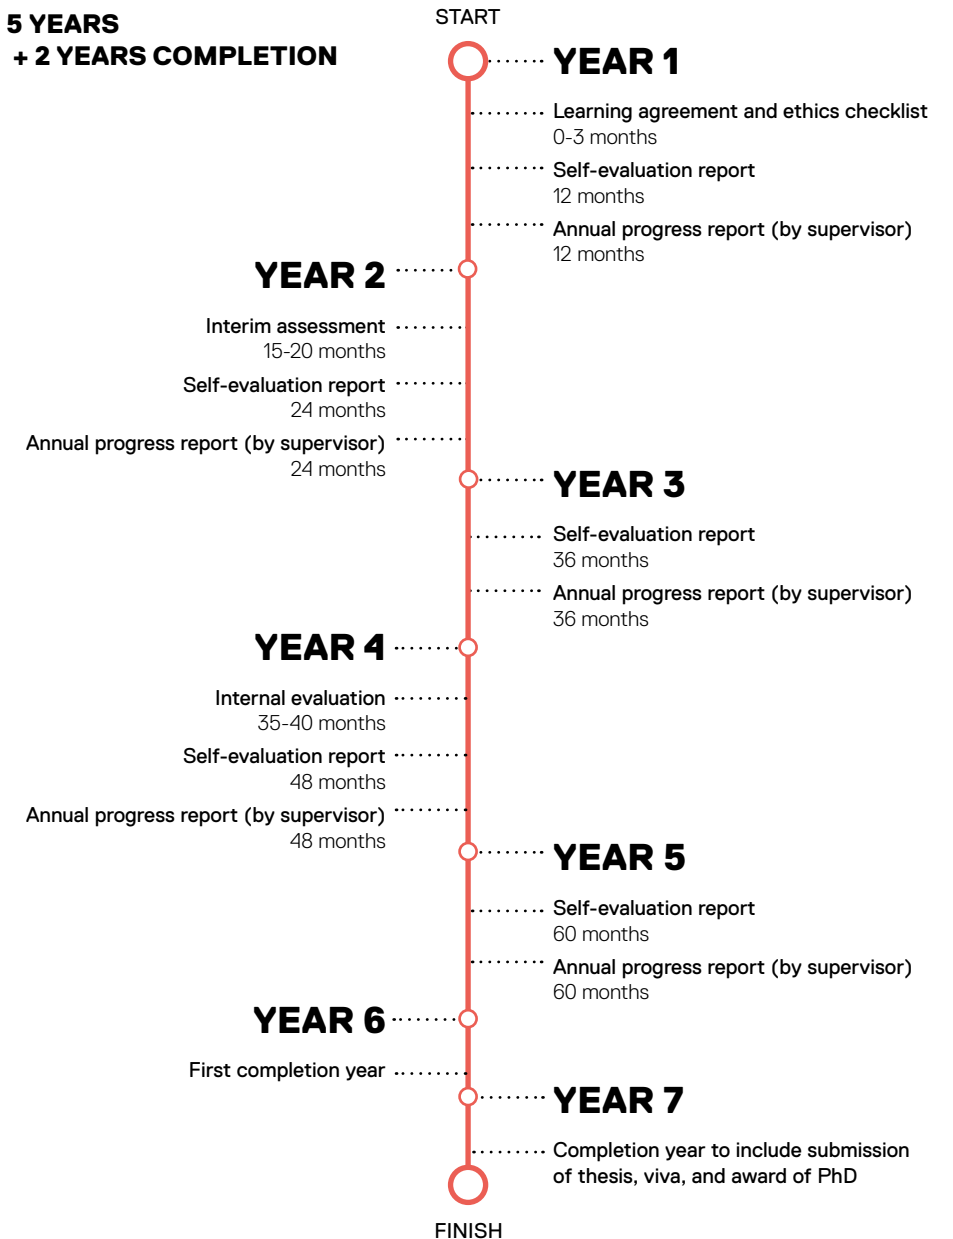 5 YEARS
+ 2 YEARS COMPLETION
START
YEAR 1
Learning agreement and ethics checklist
0-3 months
Self-evaluation report
12 months
Annual progress report (by supervisor)
12 months
YEAR 2
Interim assessment
15-20 months
Self-evaluation report
24 months
Annual progress report (by supervisor)
24 months
YEAR 3
Self-evaluation report
36 months
Annual progress report (by supervisor)
36 months
YEAR 4
Internal evaluation
35-40 months
Self-evaluation report
48 months
Annual progress report (by supervisor)
48 months
YEAR 5
Self-evaluation report
60 months
Annual progress report (by supervisor)
60 months
YEAR 6
First completion year
YEAR 7
Completion year to include submission
of thesis, viva, and award of PhD
FINISH